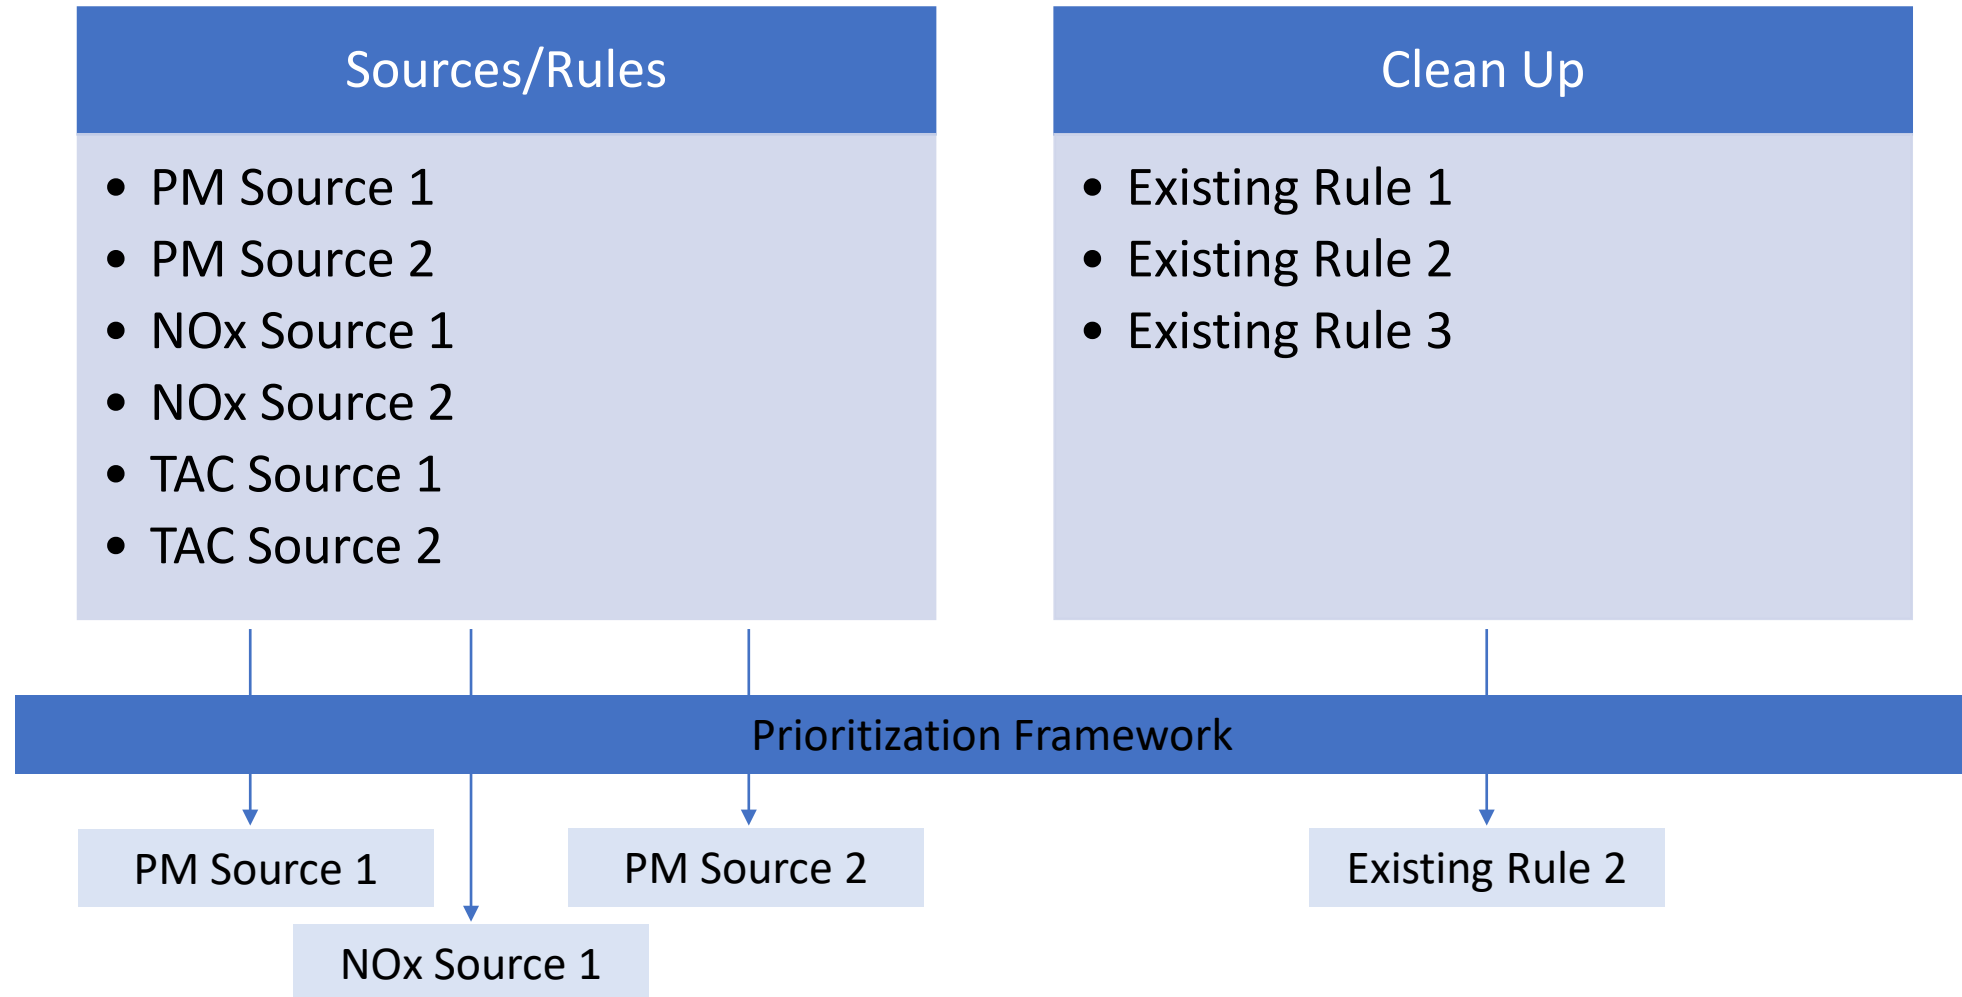 Sources/Rules
• PM Source 1
• PM Source 2
• NOx Source 1
• NOx Source 2
• TAC Source 1
• TAC Source 2
Clean Up
• Existing Rule 1
• Existing Rule 2
• Existing Rule 3
Prioritization Framework
PM Source 1
PM Source 2
Existing Rule 2
NOx Source 1